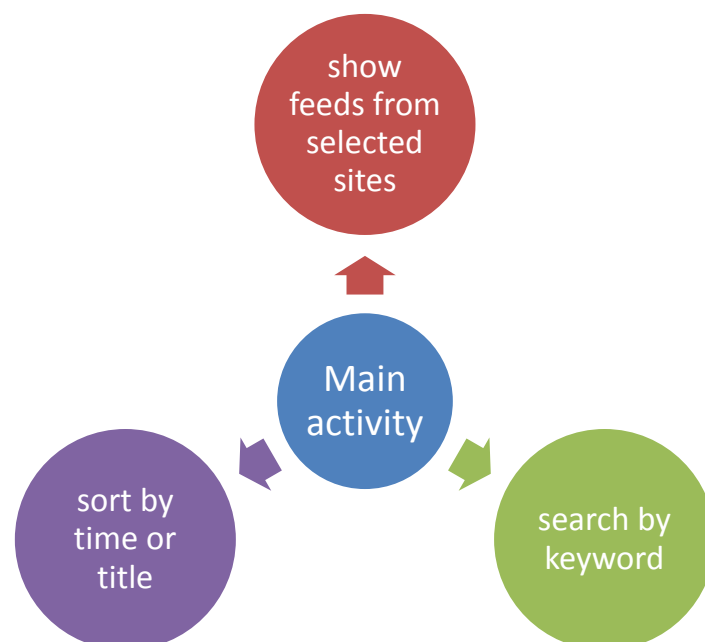 show
feeds from
selected
sites
Main
activity
sort by
time or
title
search by
keyword